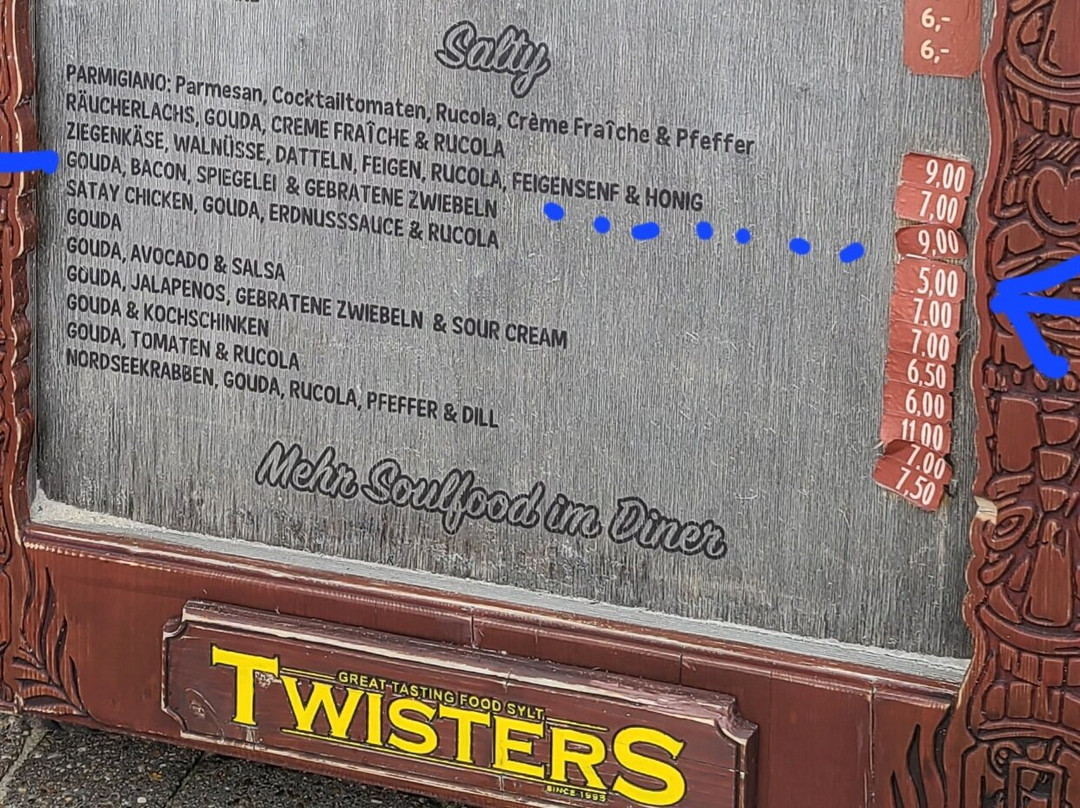 6,-
6,-
Salty
PARMIGIANO: Parmesan, Cocktailtomaten, Rucola, Crème Fraîche & Pfeffer
RÄUCHERLACHS, GOUDA, CREME FRAÎCHE & RUCOLA
ZIEGENKÄSE, WALNÜSSE, DATTELN, FEIGEN, RUCOLA, FEIGENSENF & HONIG
GOUDA, BACON, SPIEGELEI & GEBRATENE ZWIEBELN
SATAY CHICKEN, GOUDA, ERDNUSSSAUCE & RUCOLA
GOUDA
GOUDA, AVOCADO & SALSA
GOUDA, JALAPENOS, GEBRATENE ZWIEBELN & SOUR CREAM
GOUDA & KOCHSCHINKEN
GOUDA, TOMATEN & RUCOLA
NORDSEEKRABBEN, GOUDA, RUCOLA, PFEFFER & DILL
9,00
7,00
9,00
5,00
7.00
7.00
6,50
6,00
11,00
7.00
7,50
Mehr Soulfood im Diner
GREAT TASTING FOOD SYLT
TWISTERS
SINCE 1998